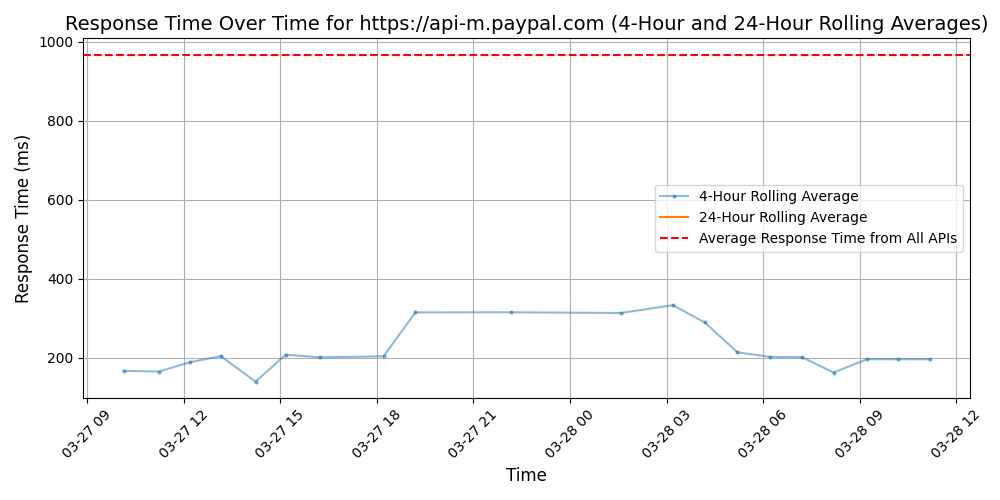 Response Time Over Time for https://api-m.paypal.com (4-Hour and 24-Hour Rolling Averages)
Response Time (ms)
1000
800
600
400
200
4-Hour Rolling Average
24-Hour Rolling Average
Average Response Time from All APIs
03-27 09
03-27 12
03-27 15
03-27 18
03-27 21
03-28 00
03-28 03
03-28 06
03-28 09
03-28 12
Time